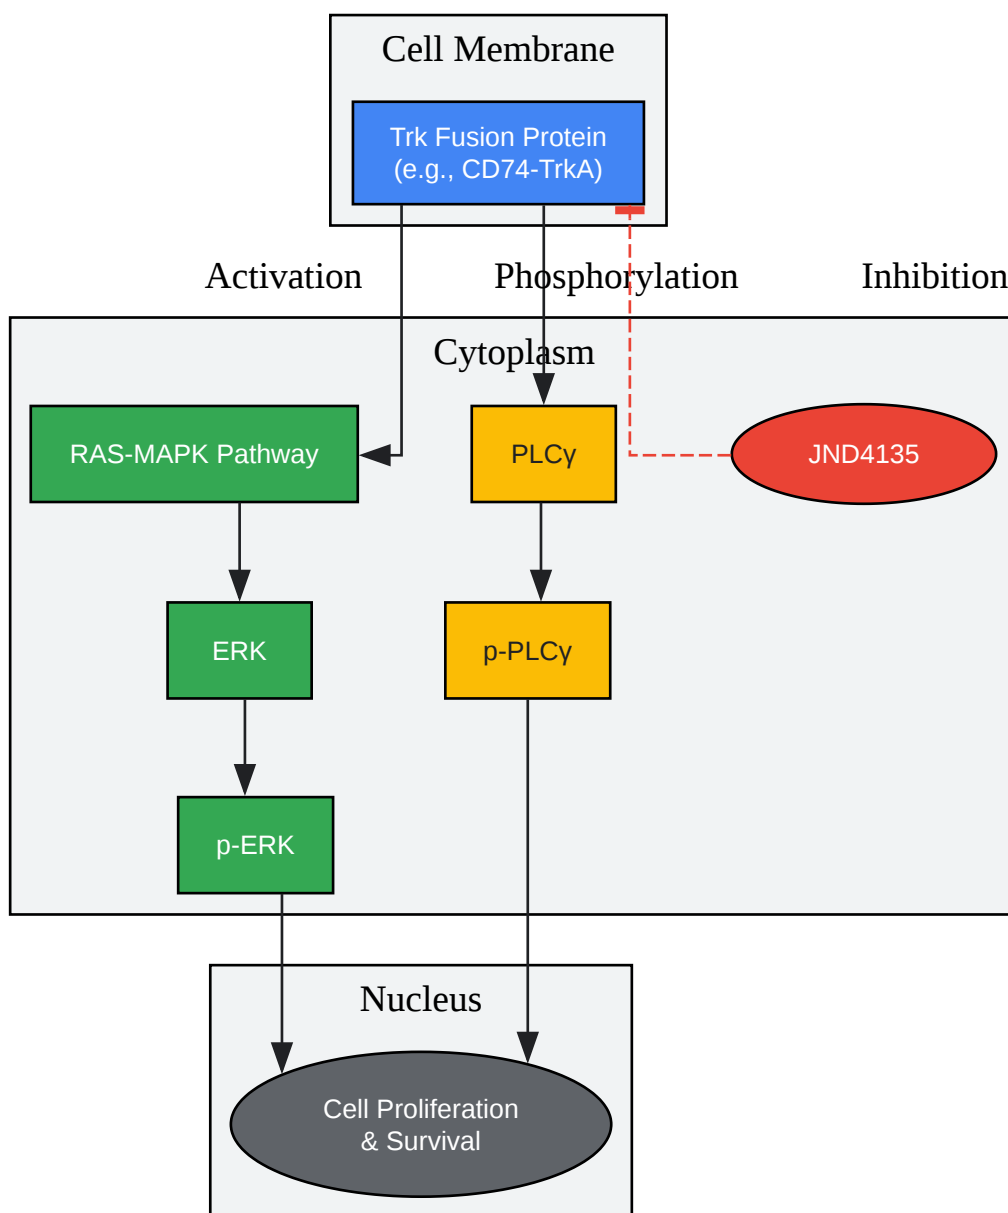 Cell Membrane
Trk Fusion Protein
(e.g., CD74-TrkA)
Activation
Phosphorylation
Inhibition
Cytoplasm
RAS-MAPK Pathway
PLCγ
JND4135
ERK
p-PLCγ
p-ERK
Nucleus
Cell Proliferation
& Survival